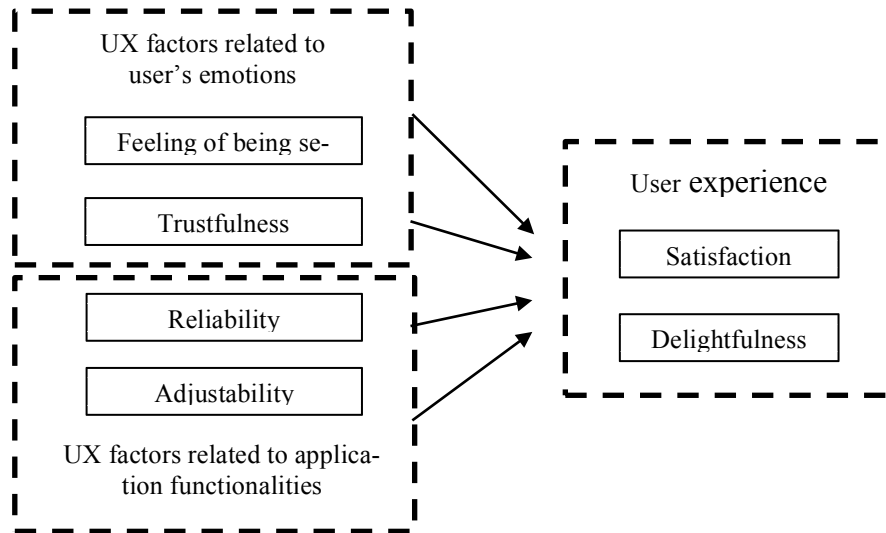 UX factors related to
user's emotions
Feeling of being se-
Trustfulness
Reliability
Adjustability
UX factors related to applica-
tion functionalities
User experience
Satisfaction
Delightfulness